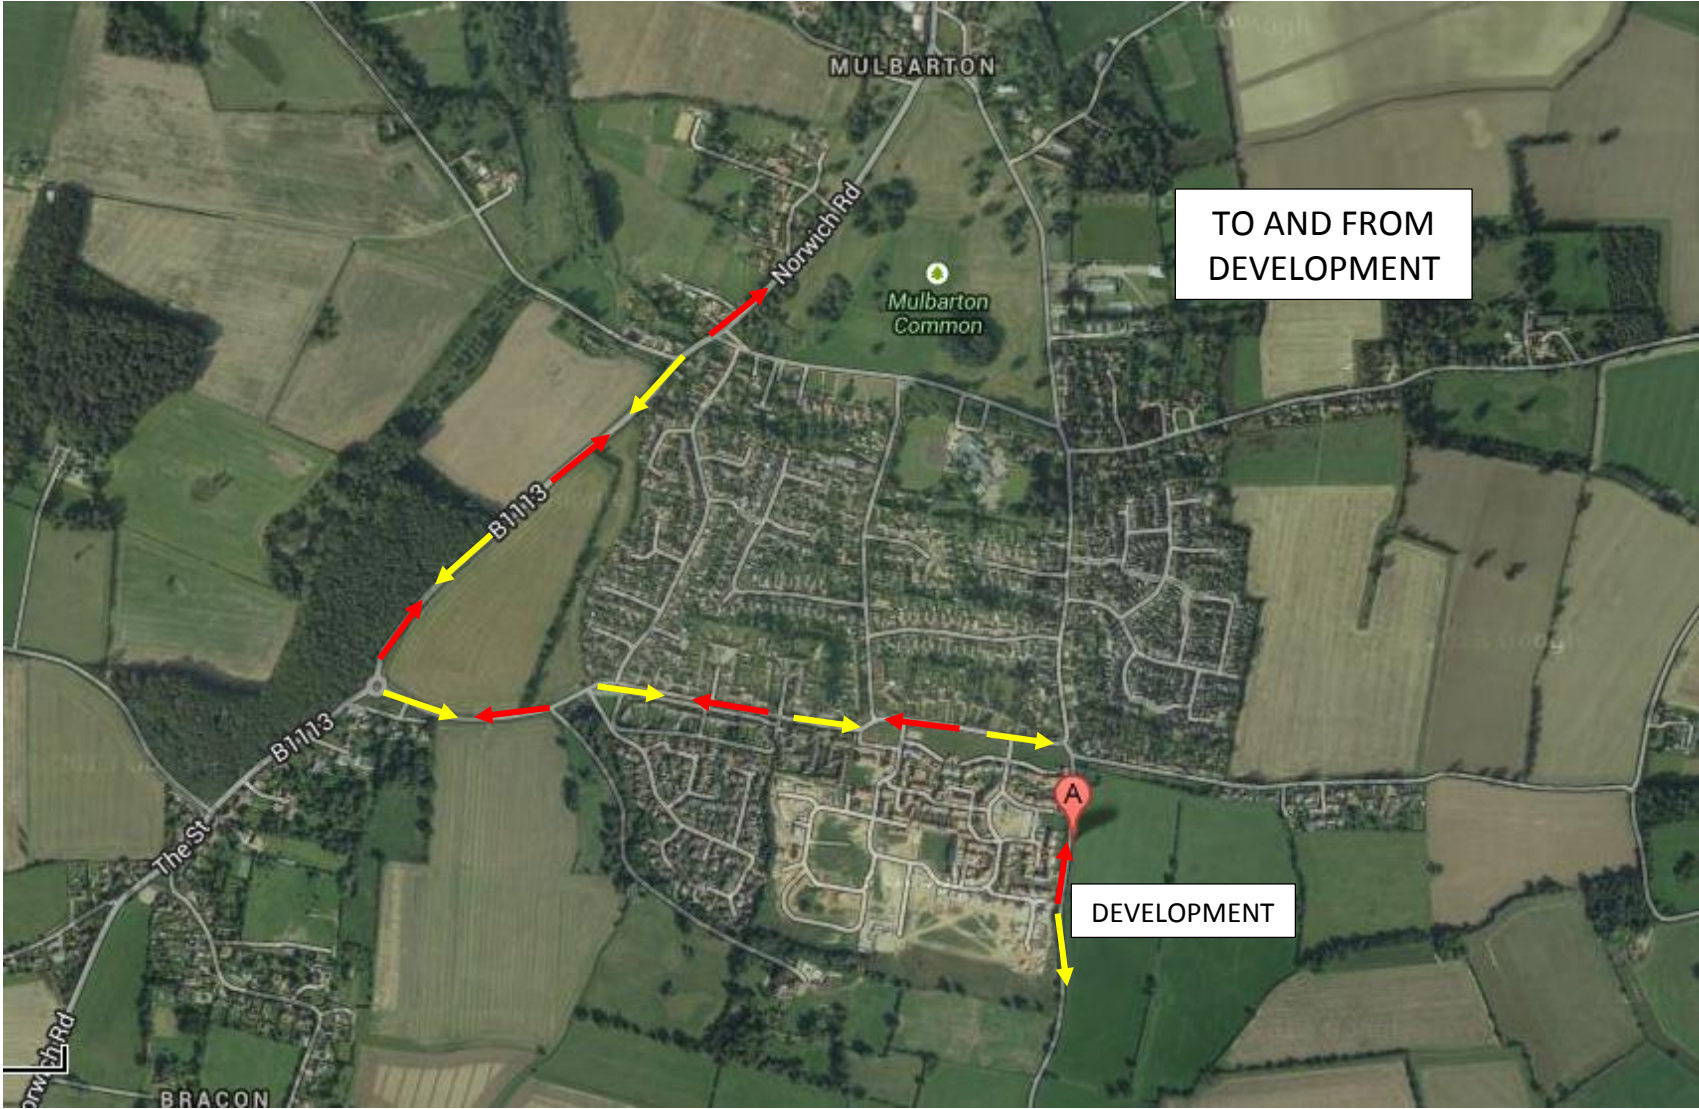 MULBARTON
TO AND FROM
DEVELOPMENT
Norwich Rd
Mulbarton
Common
B1113
B1113
A
The St
DEVELOPMENT
Norwich Rd
BRACON